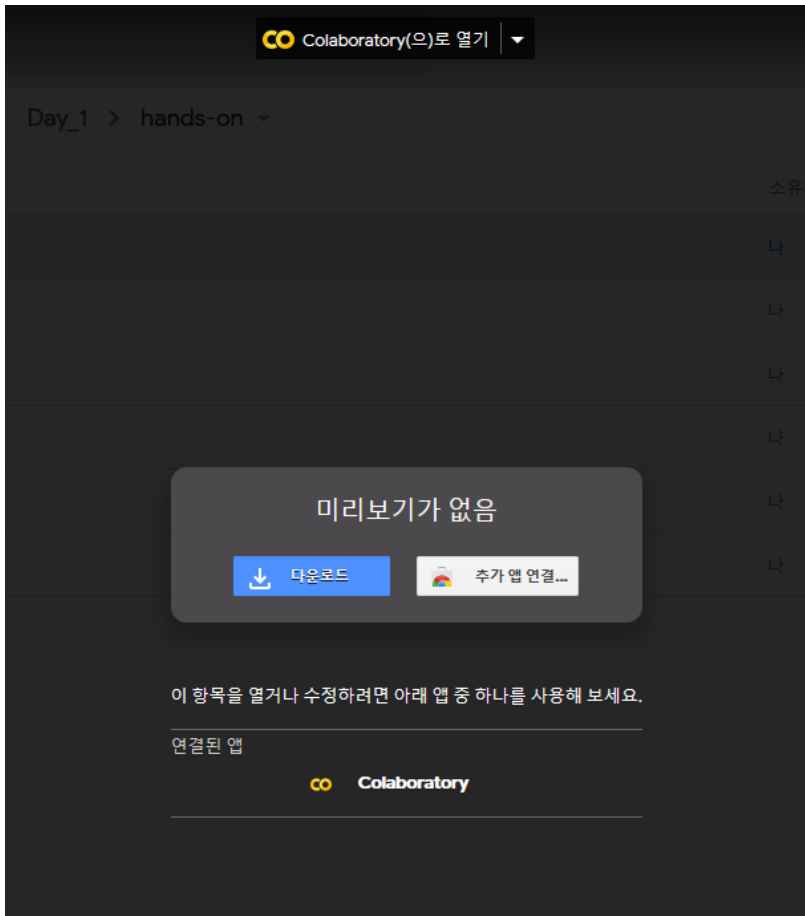 CO Colaboratory(으)로 열기
Day_1 > hands-on
소유
나
나
나
나
나
나
미리보기가 없음
다운로드
추가 앱 연결...
이 항목을 열거나 수정하려면 아래 앱 중 하나를 사용해 보세요.
연결된 앱
CO Colaboratory